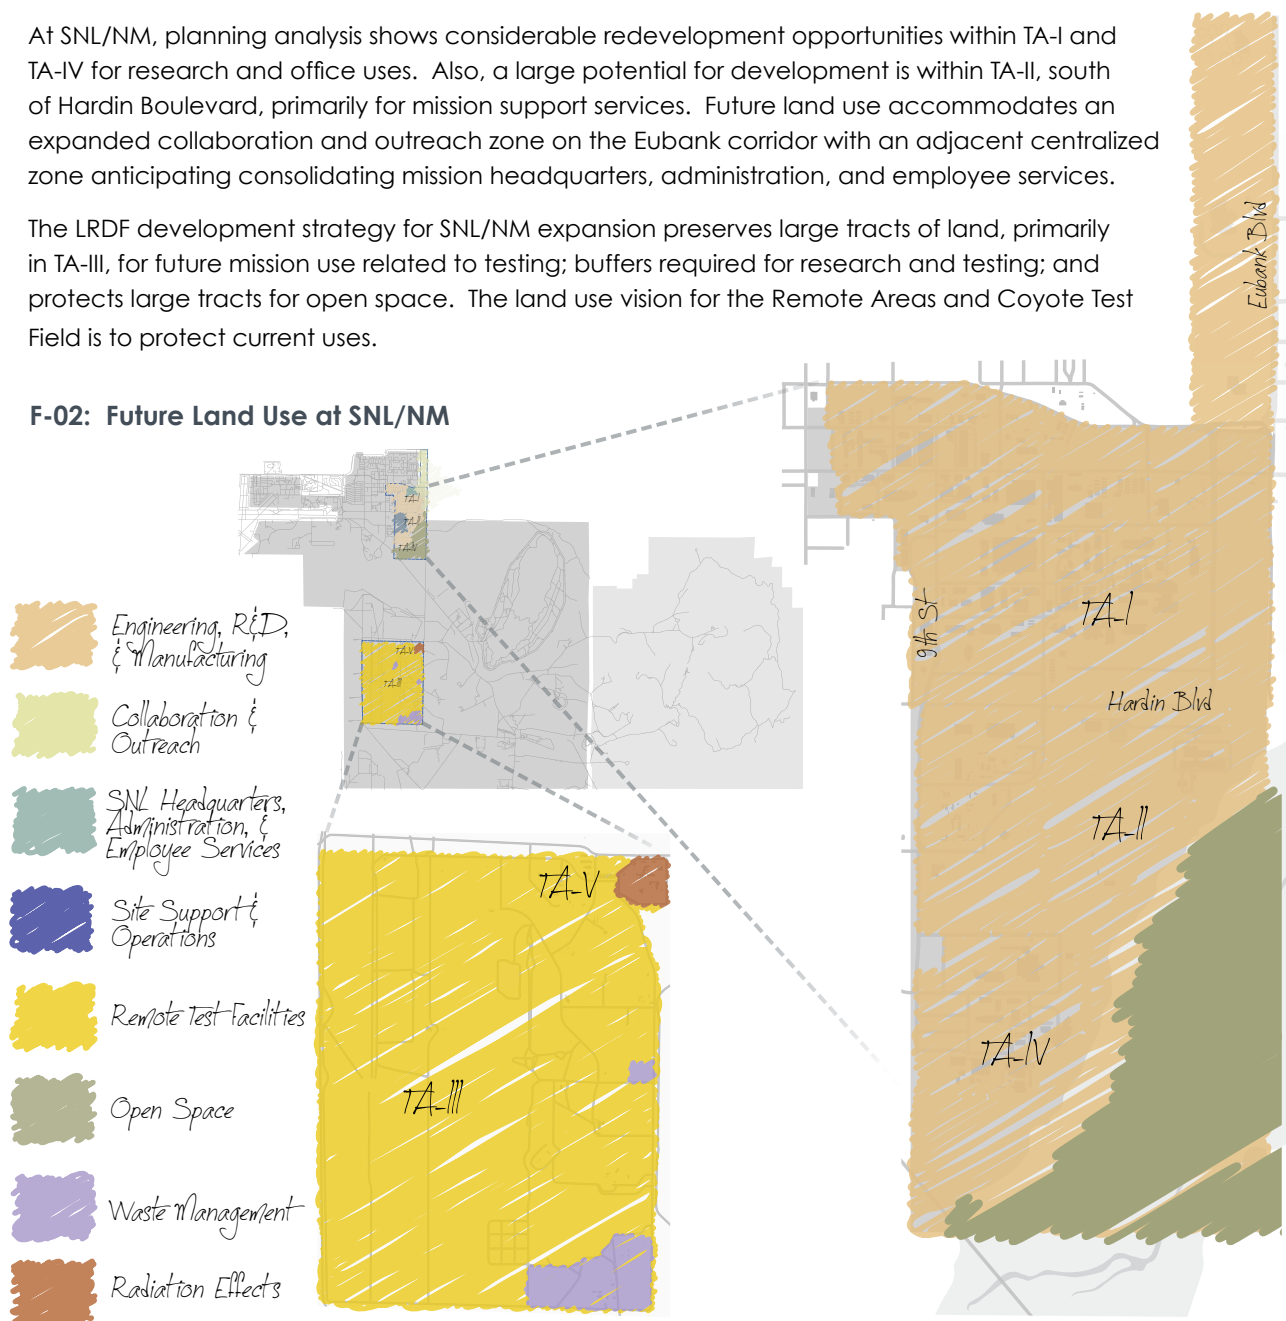 At SNL/NM, planning analysis shows considerable redevelopment opportunities within TA-I and
TA-IV for research and office uses.  Also, a large potential for development is within TA-II, south
of Hardin Boulevard, primarily for mission support services.  Future land use accommodates an
expanded collaboration and outreach zone on the Eubank corridor with an adjacent centralized
zone anticipating consolidating mission headquarters, administration, and employee services.
The LRDF development strategy for SNL/NM expansion preserves large tracts of land, primarily
in TA-III, for future mission use related to testing; buffers required for research and testing; and
protects large tracts for open space.  The land use vision for the Remote Areas and Coyote Test
Field is to protect current uses.
F-02:  Future Land Use at SNL/NM
Eubank Blvd
9th St
TA-I
Hardin Blvd
TA-II
TA-IV
TA-I
TA-II
TA-IV
TA-V
TA-III
TA-V
TA-III
Engineering, R&D,
& Manufacturing
Collaboration &
Outreach
SNL Headquarters,
Administration, &
Employee Services
Site Support &
Operations
Remote Test Facilities
Open Space
Waste Management
Radiation Effects